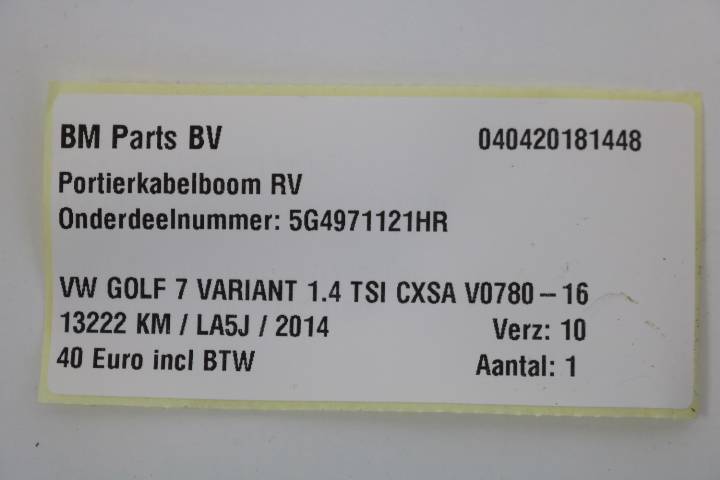 BM Parts BV 040420181448
Portierkabelboom RV
Onderdeelnummer: 5G4971121HR
VW GOLF 7 VARIANT 1.4 TSI CXSA V0780 – 16
13222 KM / LA5J / 2014 Verz: 10
40 Euro incl BTW Aantal: 1